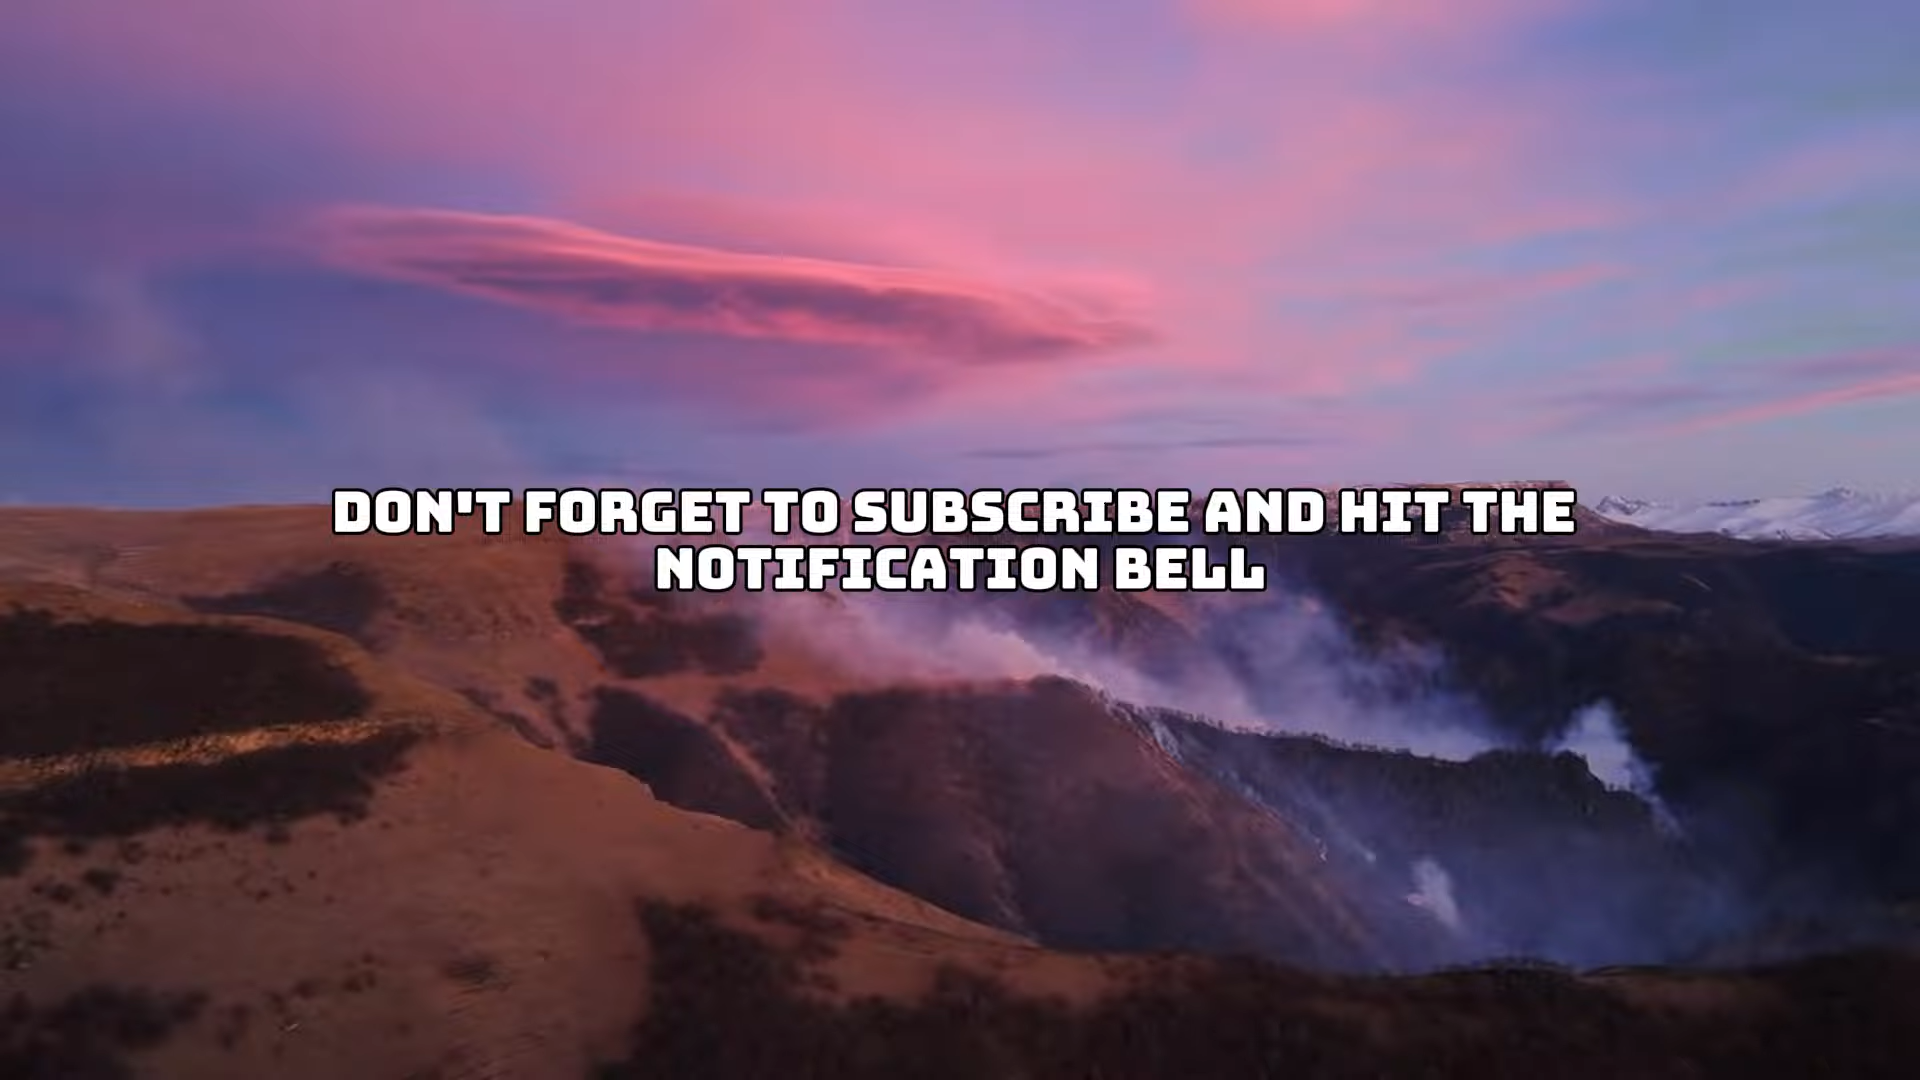 DON'T FORGET TO SUBSCRIBE AND HIT THE
NOTIFICATION BELL